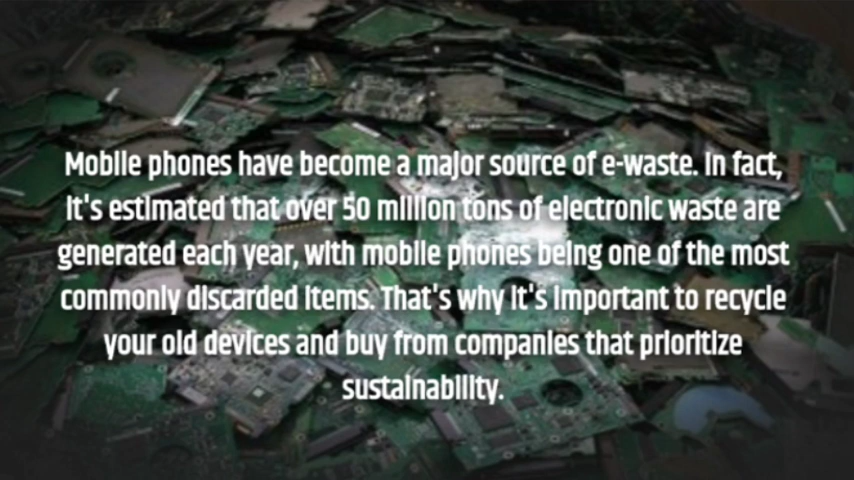 Mobile phones have become a major source of e-waste. In fact,
it's estimated that over 50 million tons of electronic waste are
generated each year, with mobile phones being one of the most
commonly discarded items. That's why it's important to recycle
your old devices and buy from companies that prioritize
sustainability.